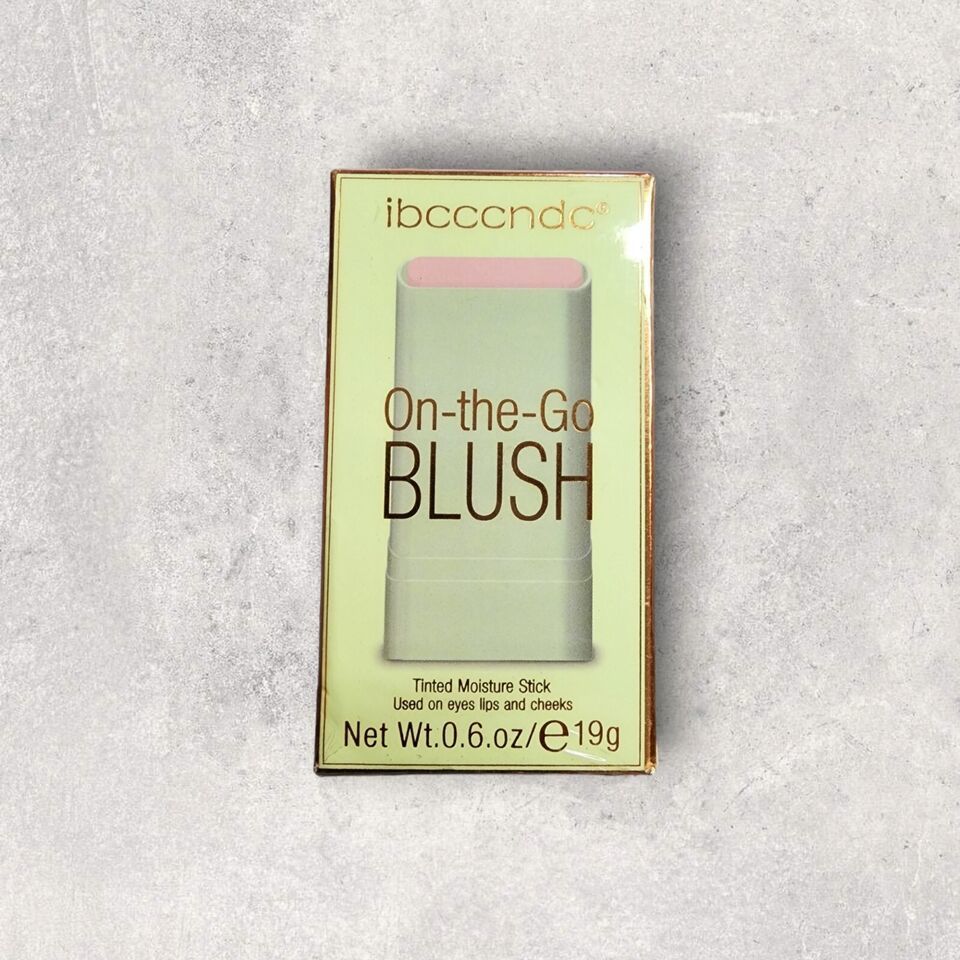 ibcccndc®
On-the-Go
BLUSH
Tinted Moisture Stick
Used on eyes lips and cheeks
Net Wt.0.6.oz/℮19g